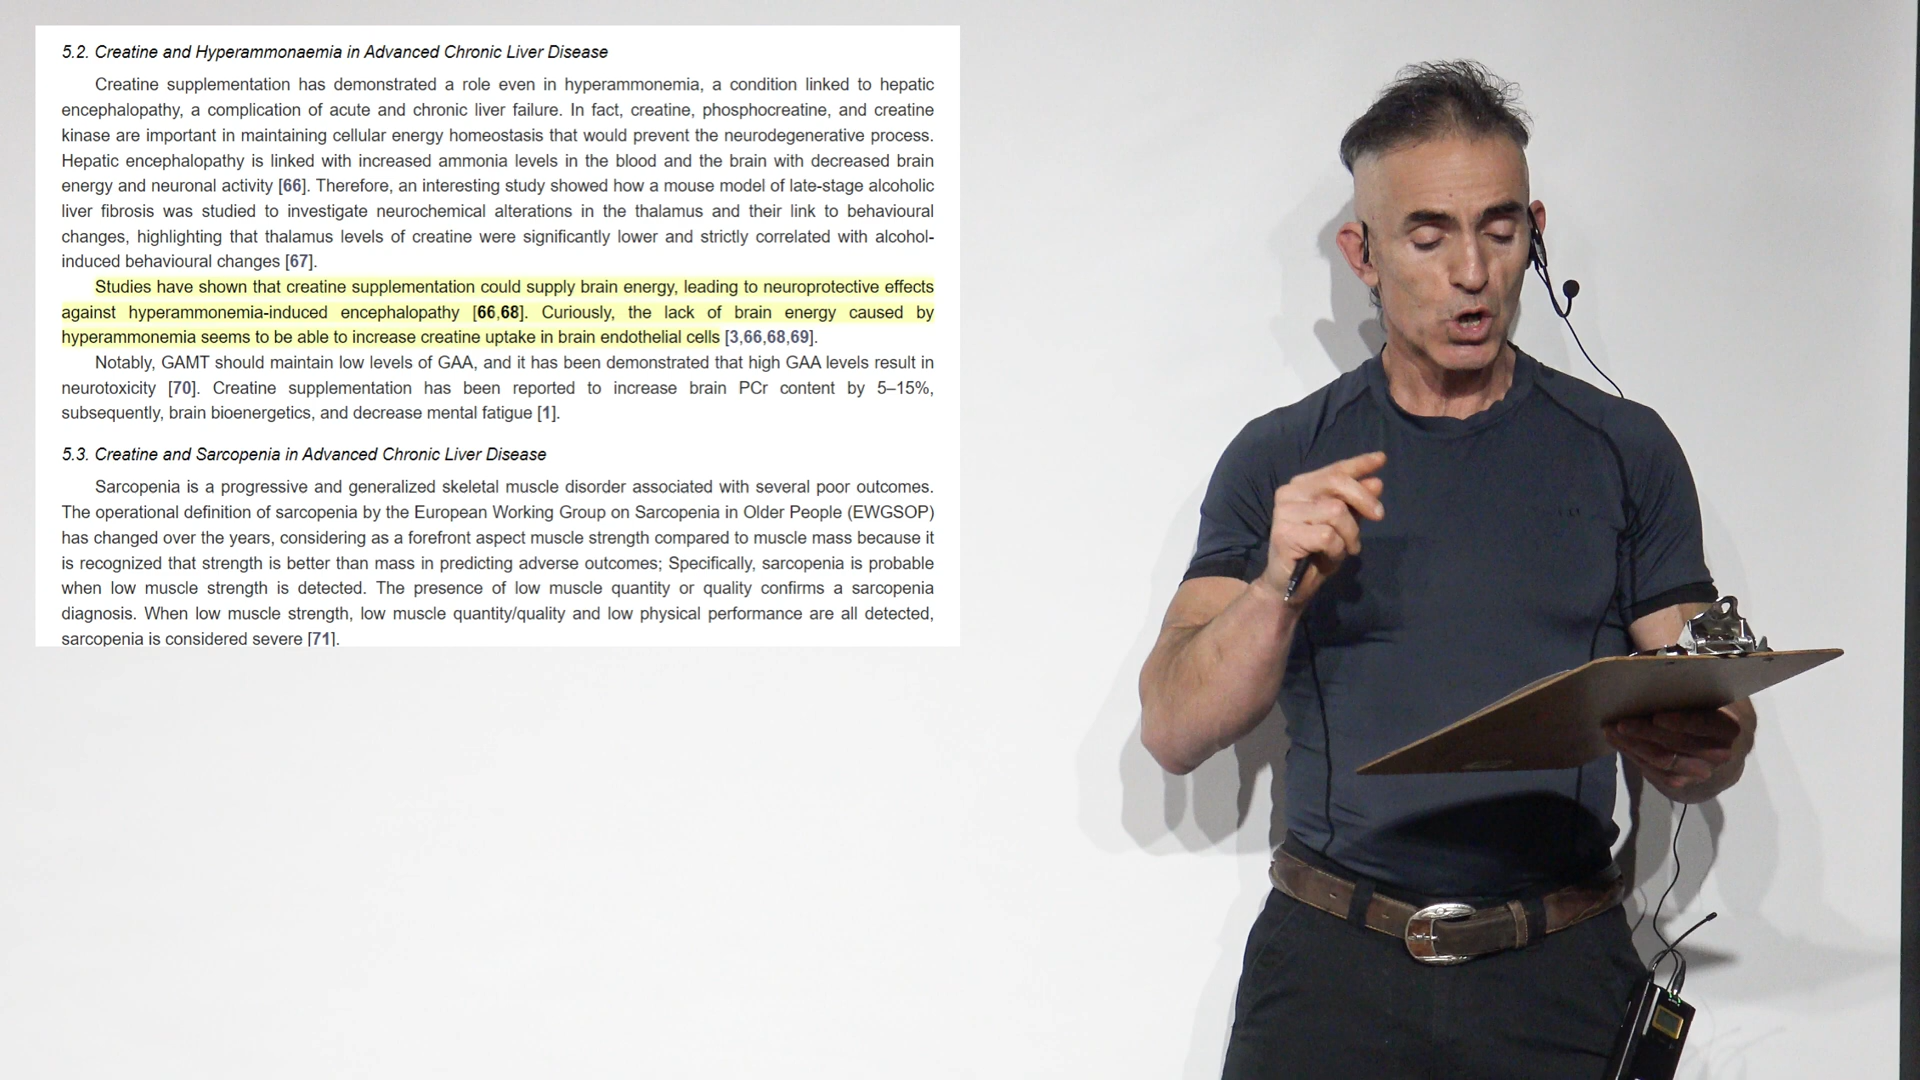 5.2. Creatine and Hyperammonaemia in Advanced Chronic Liver Disease
Creatine supplementation has demonstrated a role even in hyperammonemia, a condition linked to hepatic
encephalopathy, a complication of acute and chronic liver failure. In fact, creatine, phosphocreatine, and creatine
kinase are important in maintaining cellular energy homeostasis that would prevent the neurodegenerative process.
Hepatic encephalopathy is linked with increased ammonia levels in the blood and the brain with decreased brain
energy and neuronal activity [66]. Therefore, an interesting study showed how a mouse model of late-stage alcoholic
liver fibrosis was studied to investigate neurochemical alterations in the thalamus and their link to behavioural
changes, highlighting that thalamus levels of creatine were significantly lower and strictly correlated with alcohol-
induced behavioural changes [67].
Studies have shown that creatine supplementation could supply brain energy, leading to neuroprotective effects
against hyperammonemia-induced encephalopathy [66,68]. Curiously, the lack of brain energy caused by
hyperammonemia seems to be able to increase creatine uptake in brain endothelial cells [3,66,68,69].
Notably, GAMT should maintain low levels of GAA, and it has been demonstrated that high GAA levels result in
neurotoxicity [70]. Creatine supplementation has been reported to increase brain PCr content by 5–15%,
subsequently, brain bioenergetics, and decrease mental fatigue [1].
5.3. Creatine and Sarcopenia in Advanced Chronic Liver Disease
Sarcopenia is a progressive and generalized skeletal muscle disorder associated with several poor outcomes.
The operational definition of sarcopenia by the European Working Group on Sarcopenia in Older People (EWGSOP)
has changed over the years, considering as a forefront aspect muscle strength compared to muscle mass because it
is recognized that strength is better than mass in predicting adverse outcomes; Specifically, sarcopenia is probable
when low muscle strength is detected. The presence of low muscle quantity or quality confirms a sarcopenia
diagnosis. When low muscle strength, low muscle quantity/quality and low physical performance are all detected,
sarcopenia is considered severe [71].